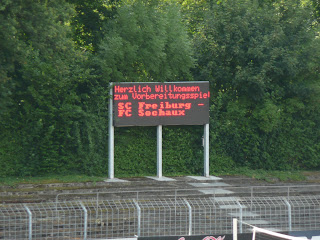 Herzlich Willkommen
zum Vorbereitungsspiel
SC Freiburg -
FC Sochaux